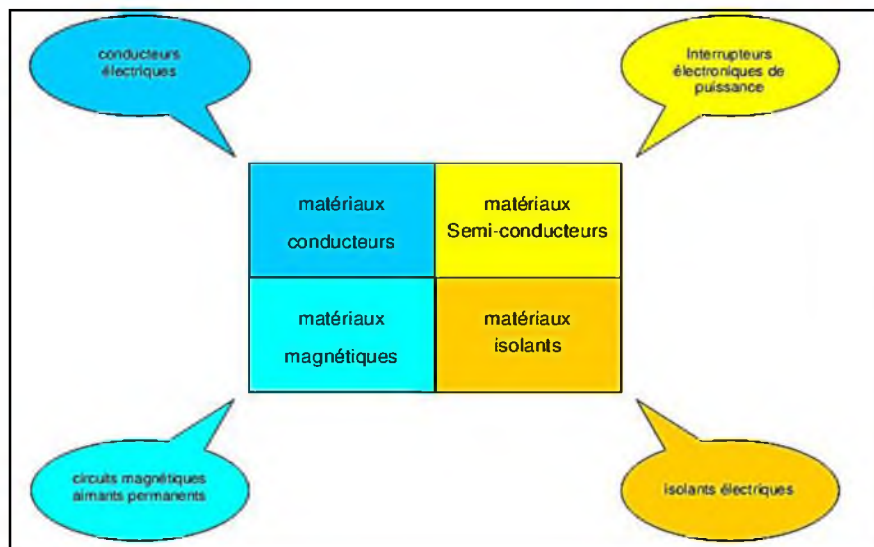 conducteurs
électriques
Interrupteurs
électroniques de
puissance
matériaux
conducteurs
matériaux
Semi-conducteurs
matériaux
magnétiques
matériaux
isolants
circuits magnétiques
aimants permanents
isolants électriques